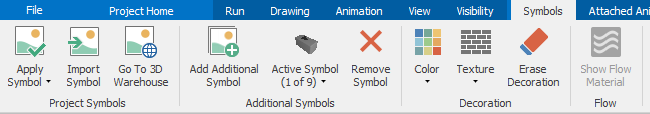 File Project Home Run Drawing Animation View Visibility Symbols Attached Ani
Apply Symbol
Import Symbol
Go To 3D Warehouse
Add Additional Symbol
Active Symbol (1 of 9)
Remove Symbol
Color
Texture
Erase Decoration
Show Flow Material
Project Symbols
Additional Symbols
Decoration
Flow